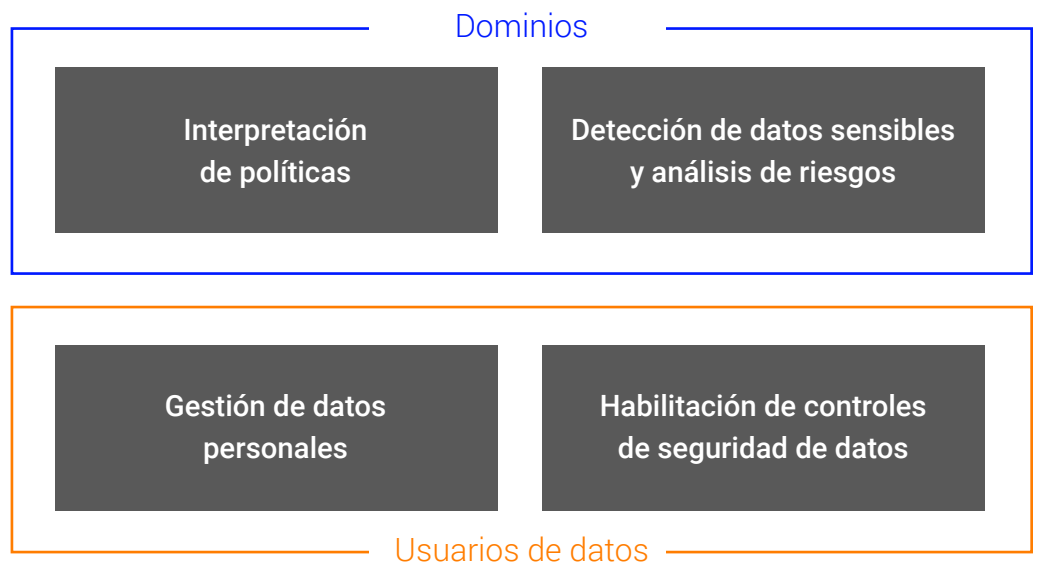 Dominios
Interpretación
de políticas
Detección de datos sensibles
y análisis de riesgos
Gestión de datos
personales
Habilitación de controles
de seguridad de datos
Usuarios de datos